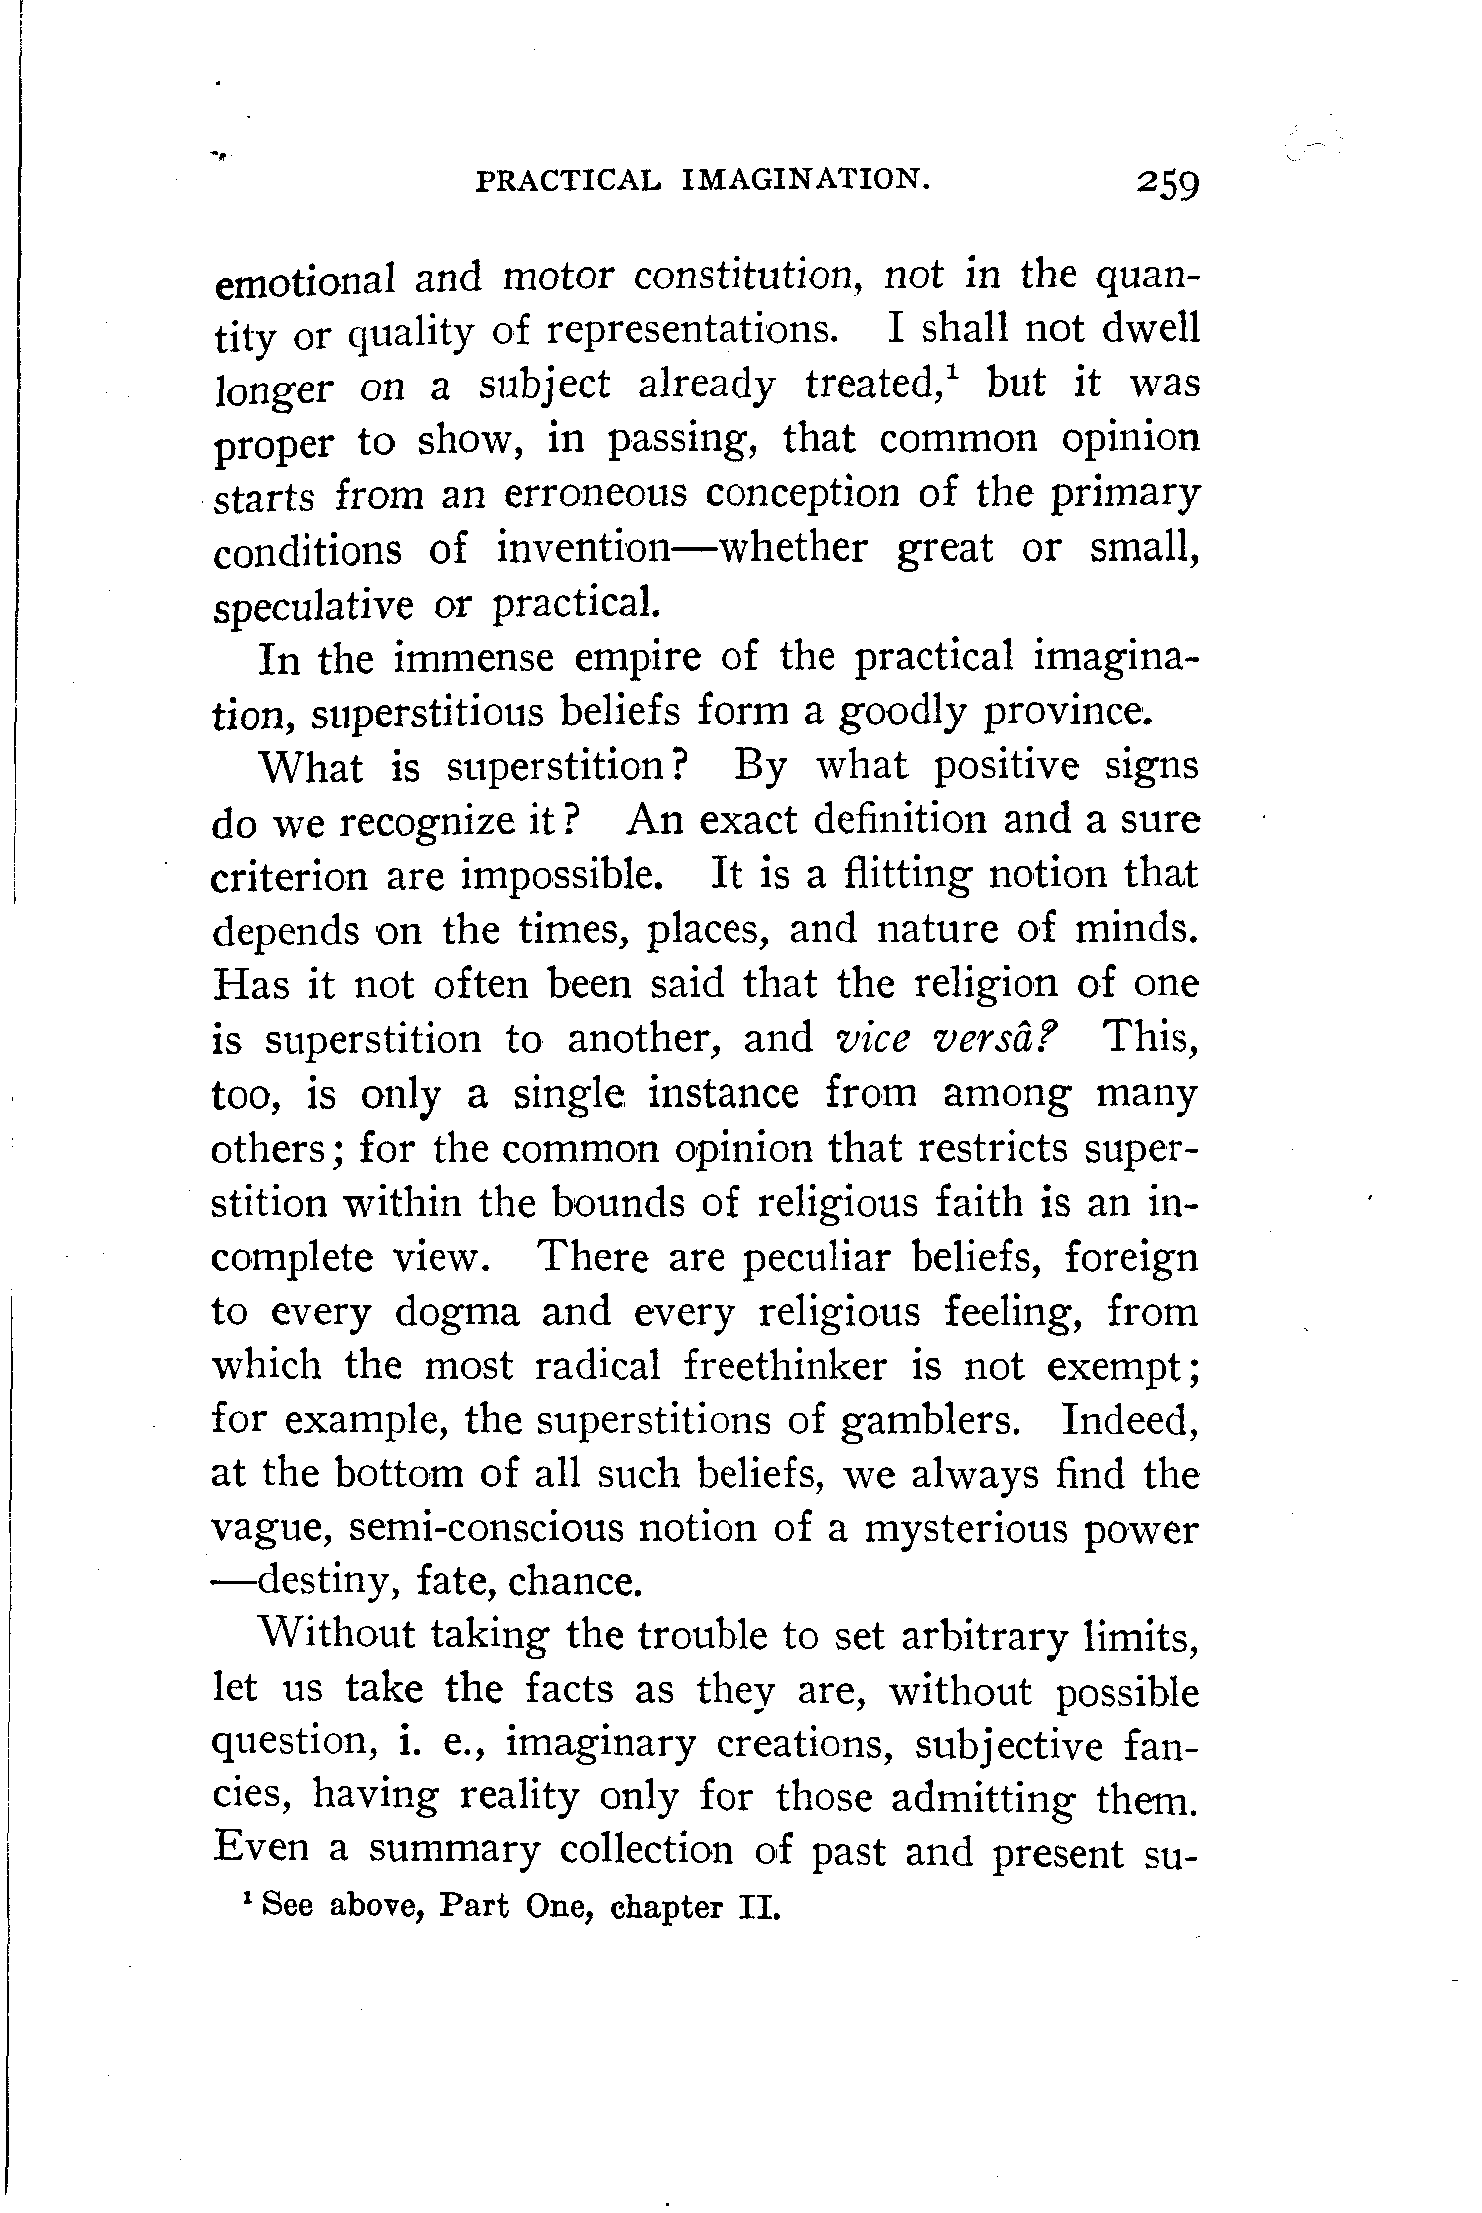 PRACTICAL IMAGINATION. 259
emotional and motor constitution, not in the quan-
tity or quality of representations. I shall not dwell
longer on a subject already treated,¹ but it was
proper to show, in passing, that common opinion
starts from an erroneous conception of the primary
conditions of invention—whether great or small,
speculative or practical.
In the immense empire of the practical imagina-
tion, superstitious beliefs form a goodly province.
What is superstition? By what positive signs
do we recognize it? An exact definition and a sure
criterion are impossible. It is a flitting notion that
depends on the times, places, and nature of minds.
Has it not often been said that the religion of one
is superstition to another, and vice versâ? This,
too, is only a single instance from among many
others; for the common opinion that restricts super-
stition within the bounds of religious faith is an in-
complete view. There are peculiar beliefs, foreign
to every dogma and every religious feeling, from
which the most radical freethinker is not exempt;
for example, the superstitions of gamblers. Indeed,
at the bottom of all such beliefs, we always find the
vague, semi-conscious notion of a mysterious power
—destiny, fate, chance.
Without taking the trouble to set arbitrary limits,
let us take the facts as they are, without possible
question, i. e., imaginary creations, subjective fan-
cies, having reality only for those admitting them.
Even a summary collection of past and present su-
¹ See above, Part One, chapter II.